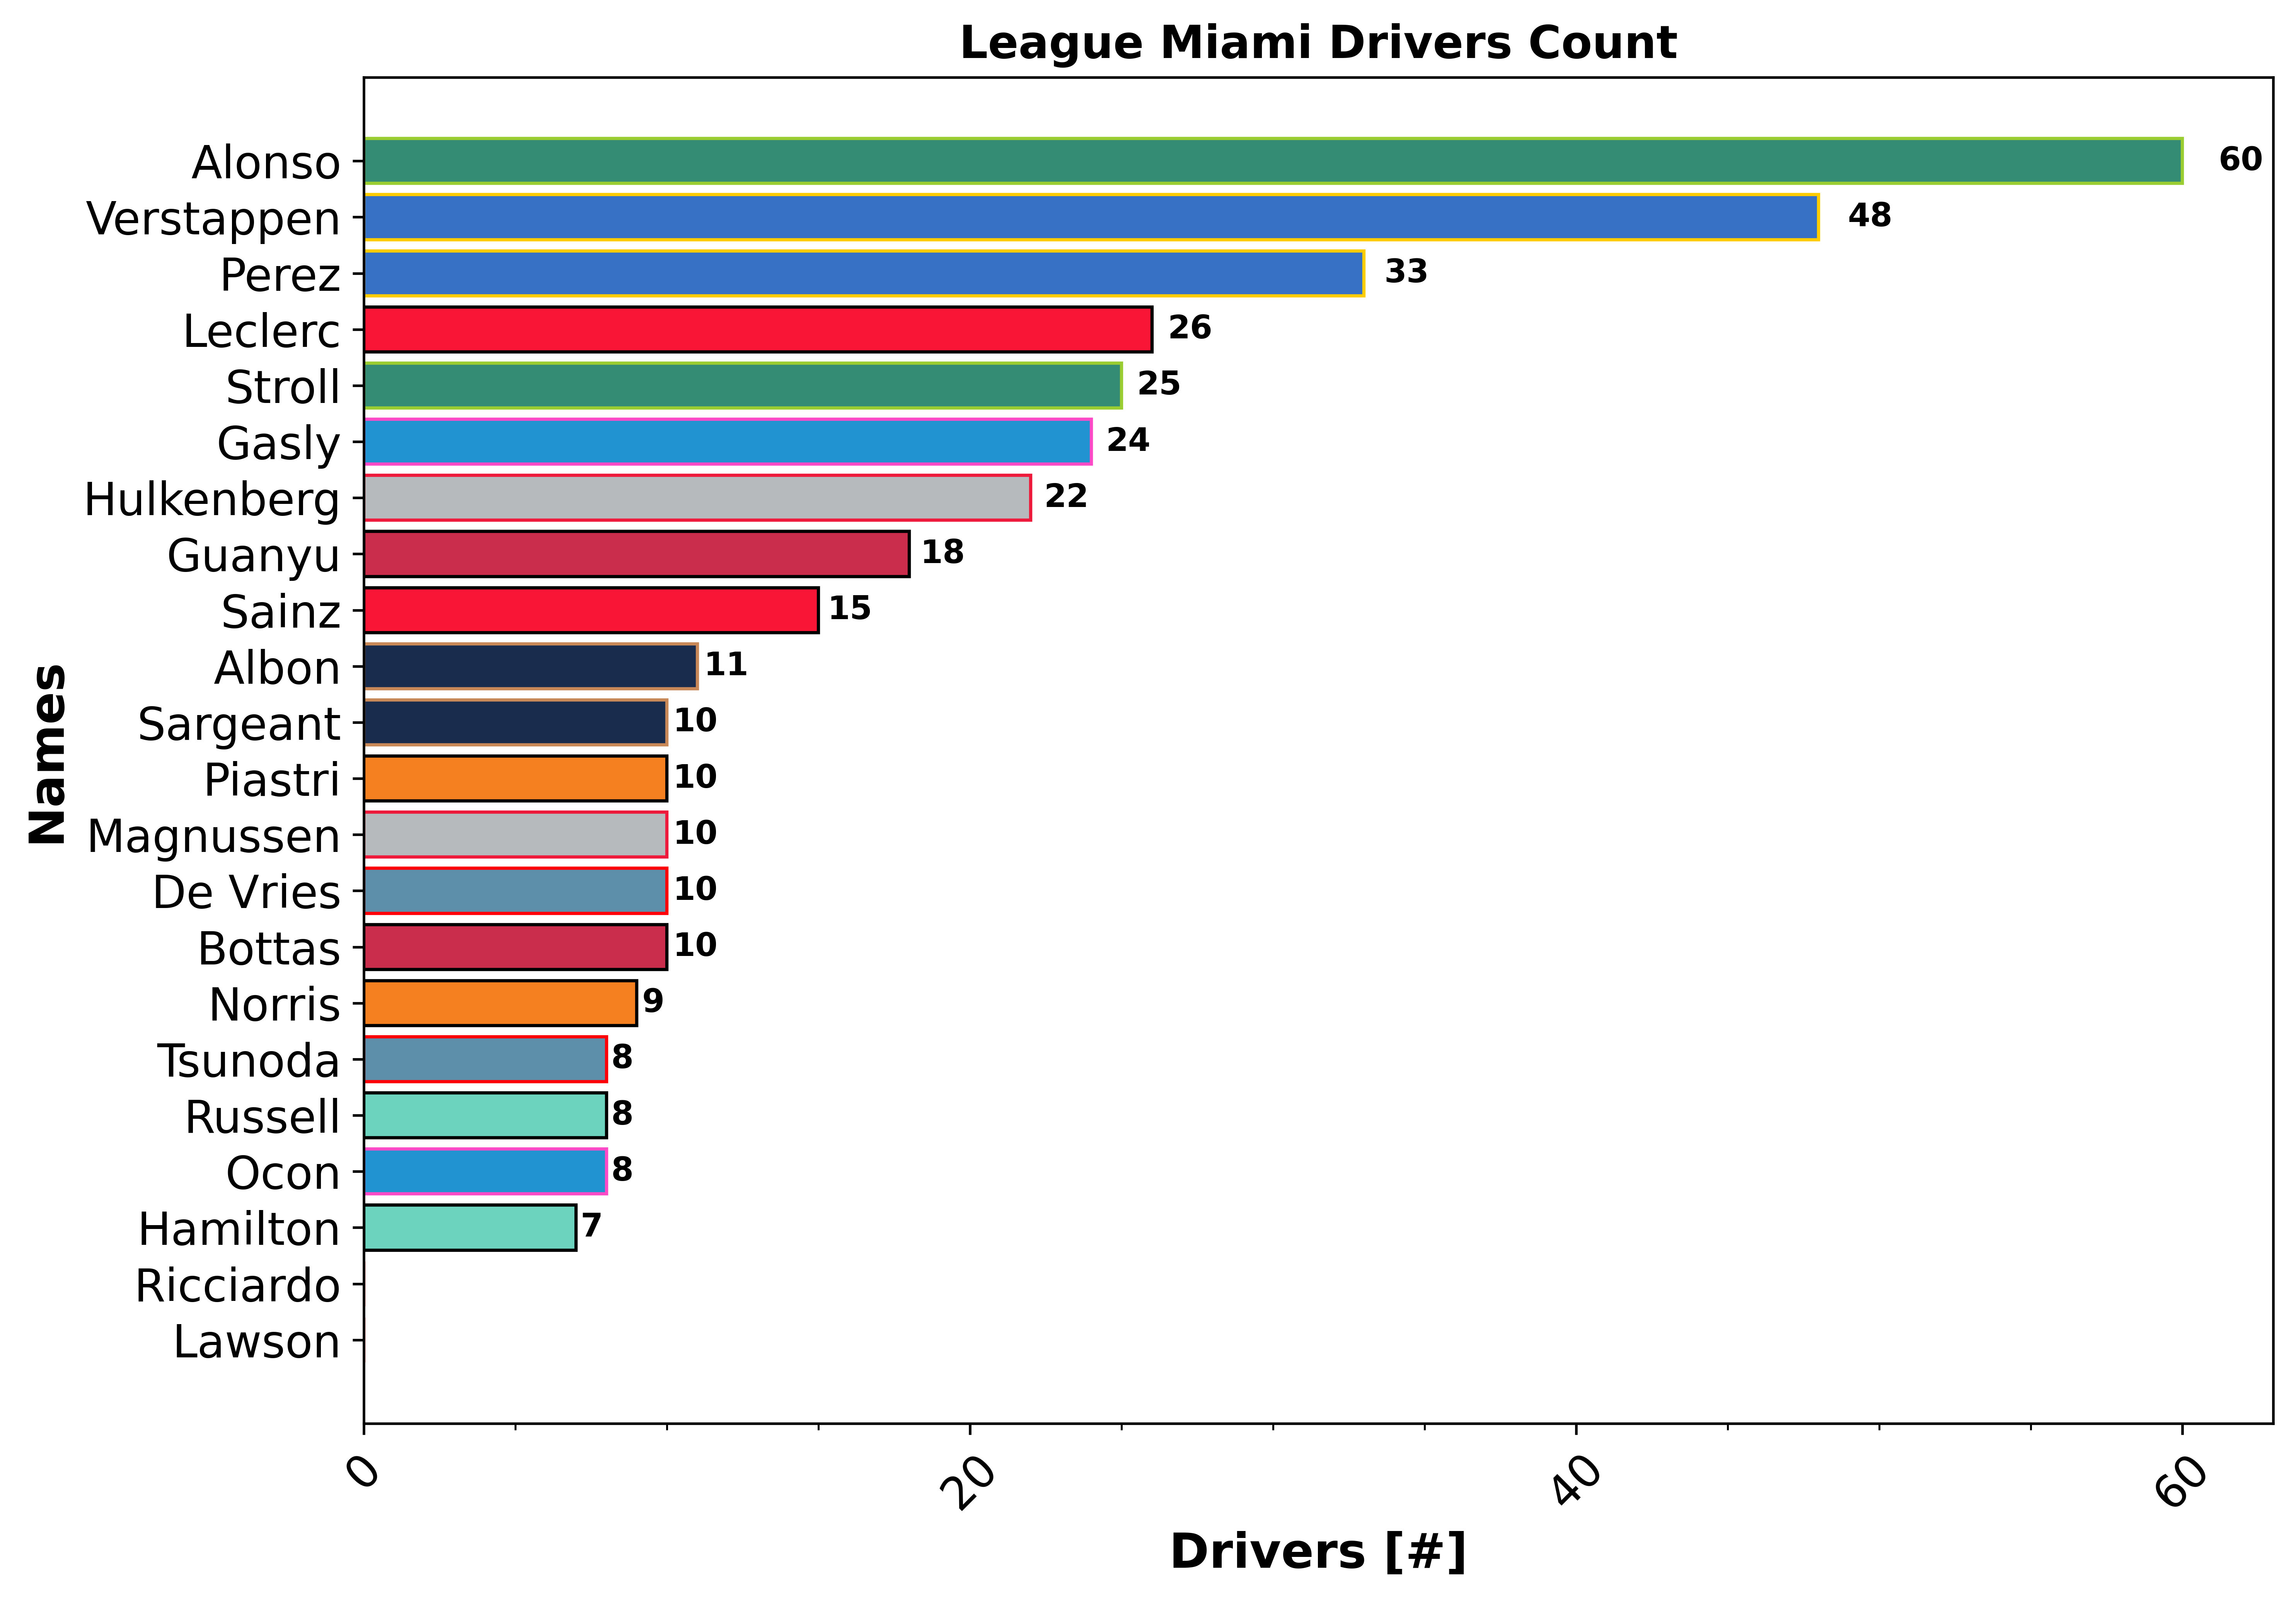 League Miami Drivers Count
Alonso 60
Verstappen 48
Perez 33
Leclerc 26
Stroll 25
Gasly 24
Hulkenberg 22
Guanyu 18
Sainz 15
Albon 11
Sargeant 10
Piastri 10
Magnussen 10
De Vries 10
Bottas 10
Norris 9
Tsunoda 8
Russell 8
Ocon 8
Hamilton 7
Ricciardo
Lawson
Names
0 20 40 60
Drivers [#]